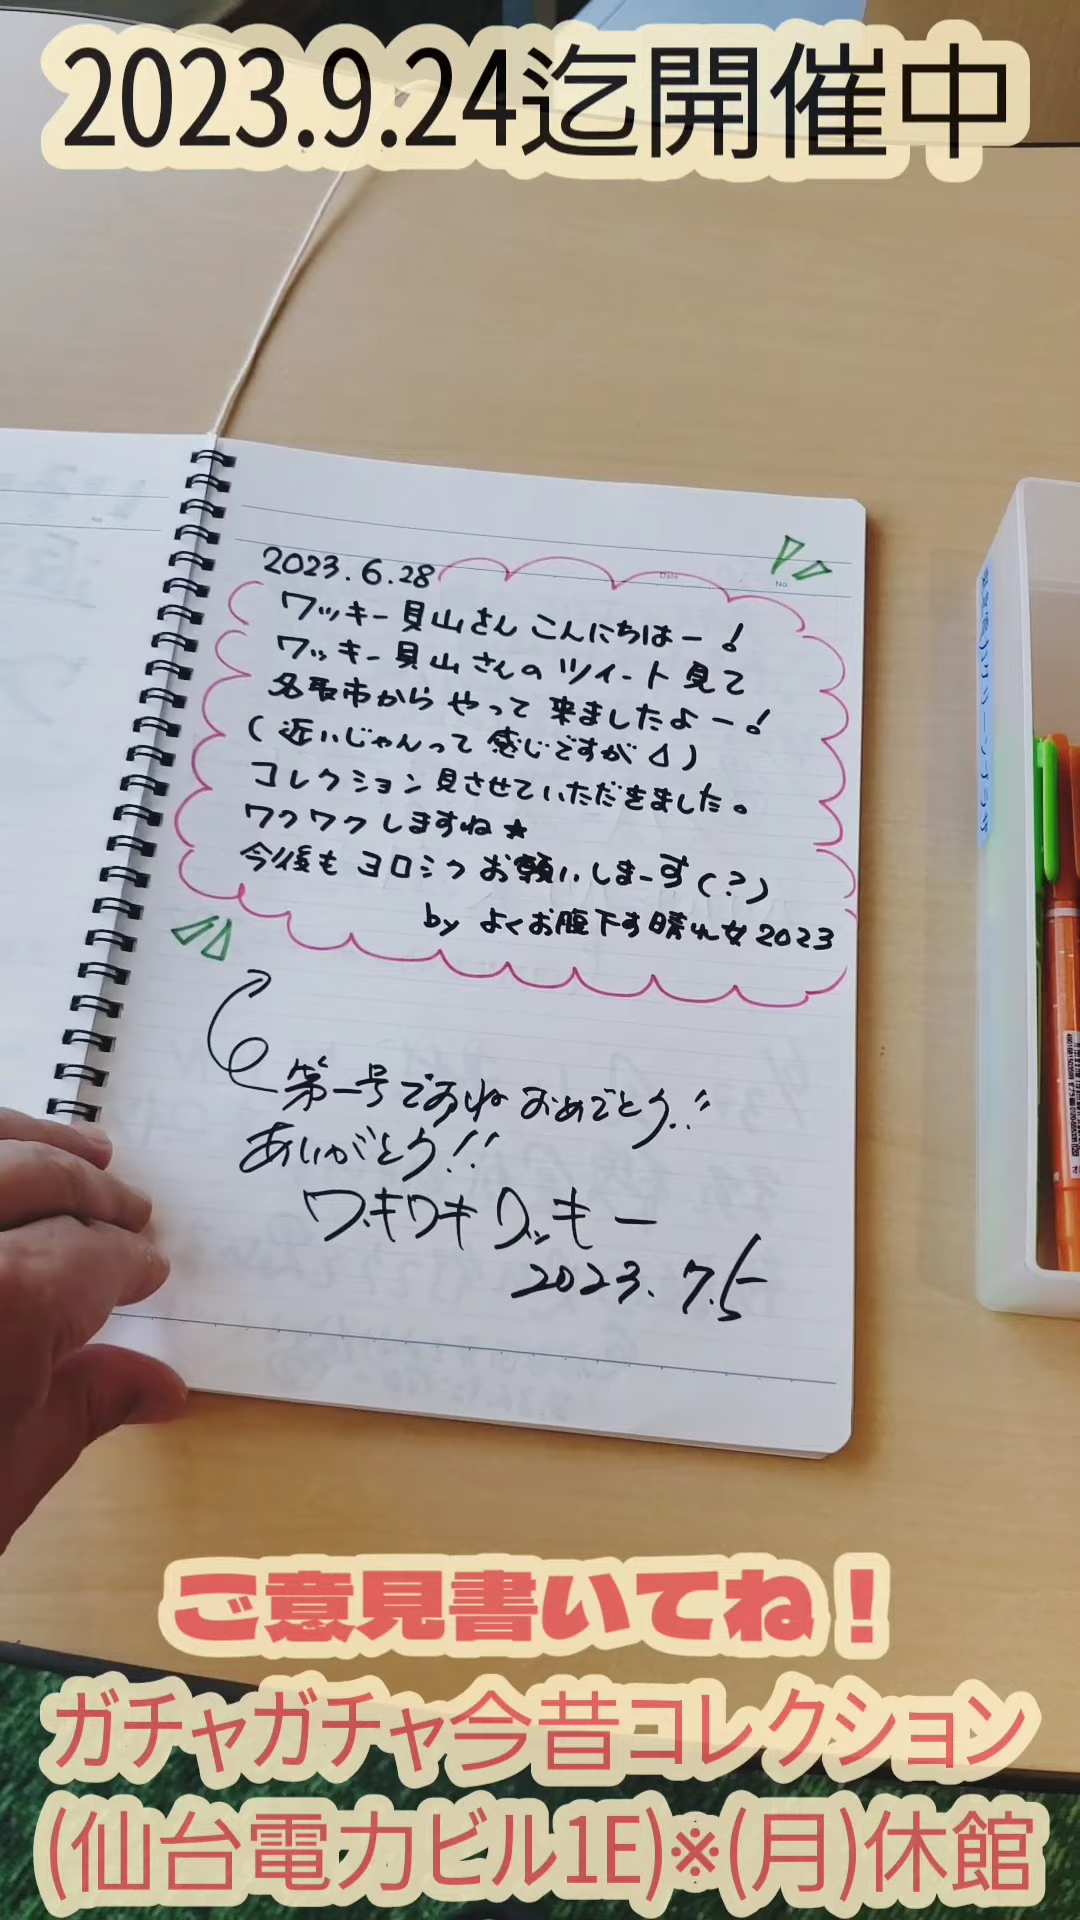 2023.9.24迄開催中
Date
No.
2023.6.28
ワッキー貝山さん こんにちはー!
ワッキー貝山さんの ツイート 見て
名取市から やって 来ましたよー!
(近いじゃんって 感じですが)
コレクション 見させていただきました。
ワクワク しますね★
今後も ヨロシク お願いしまーす(?)
by よくお腹下す晴れ女 2023
第一号ですね おめでとう!!
ありがとう!!
ワキワキ ワッキー
2023.7.5
ご意見書いてね!
ガチャガチャ今昔コレクション
(仙台電力ビル1E)※(月)休館